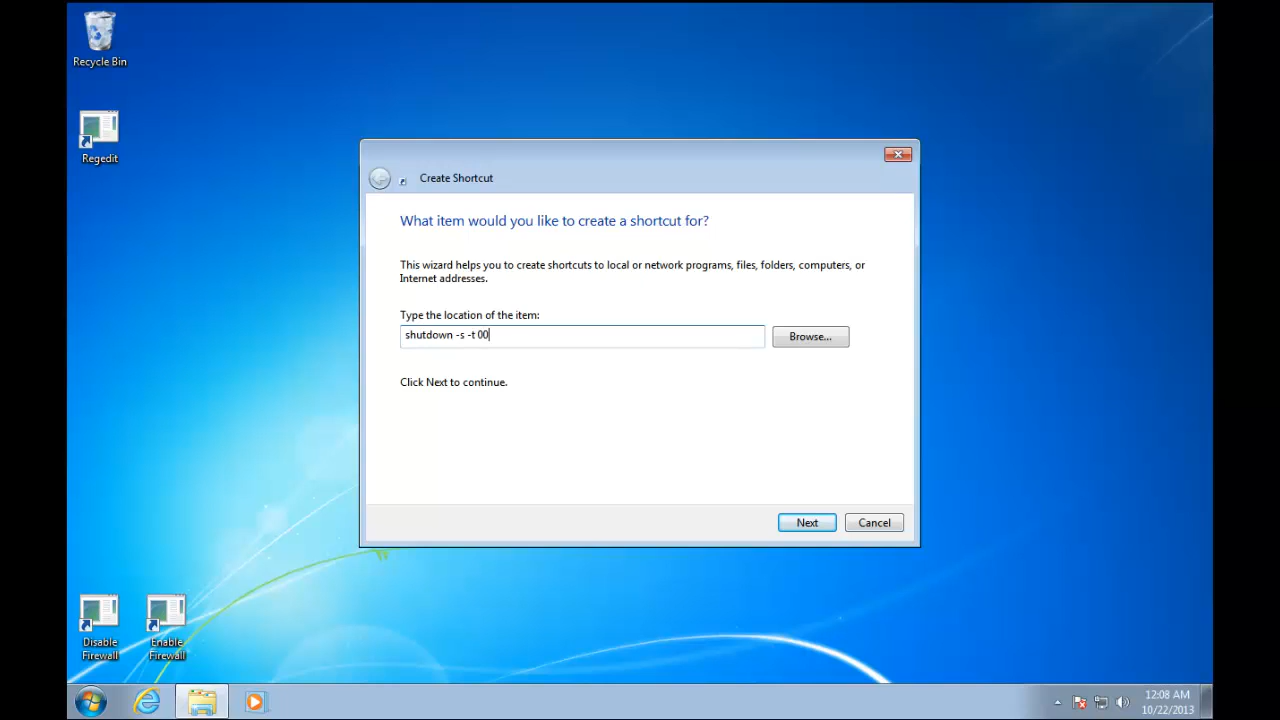 Recycle Bin
Regedit
Create Shortcut
What item would you like to create a shortcut for?
This wizard helps you to create shortcuts to local or network programs, files, folders, computers, or
Internet addresses.
Type the location of the item:
shutdown -s -t 00
Browse...
Click Next to continue.
Next
Cancel
Disable
Firewall
Enable
Firewall
12:08 AM
10/22/2013